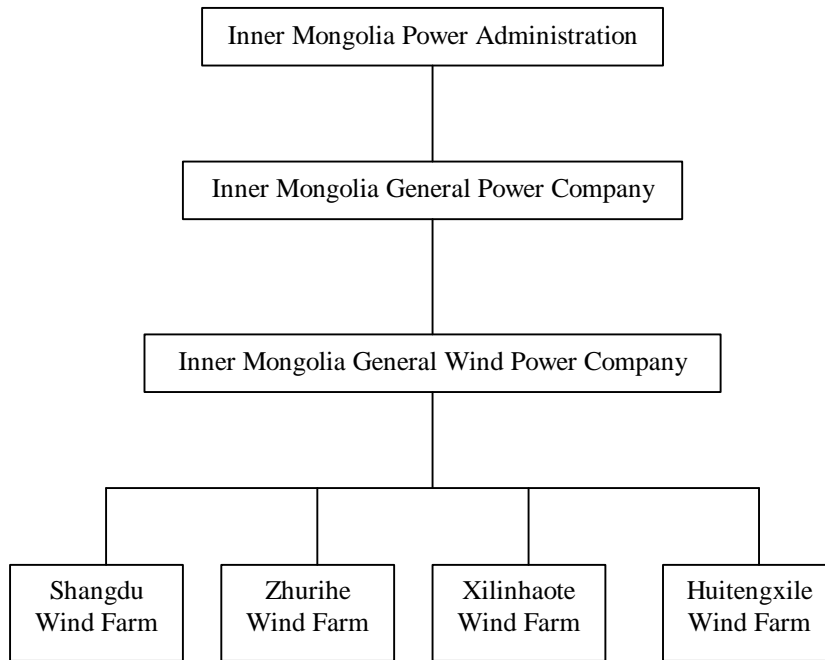 Inner Mongolia Power Administration
Inner Mongolia General Power Company
Inner Mongolia General Wind Power Company
Shangdu
Wind Farm
Zhurihe
Wind Farm
Xilinhaote
Wind Farm
Huitengxile
Wind Farm